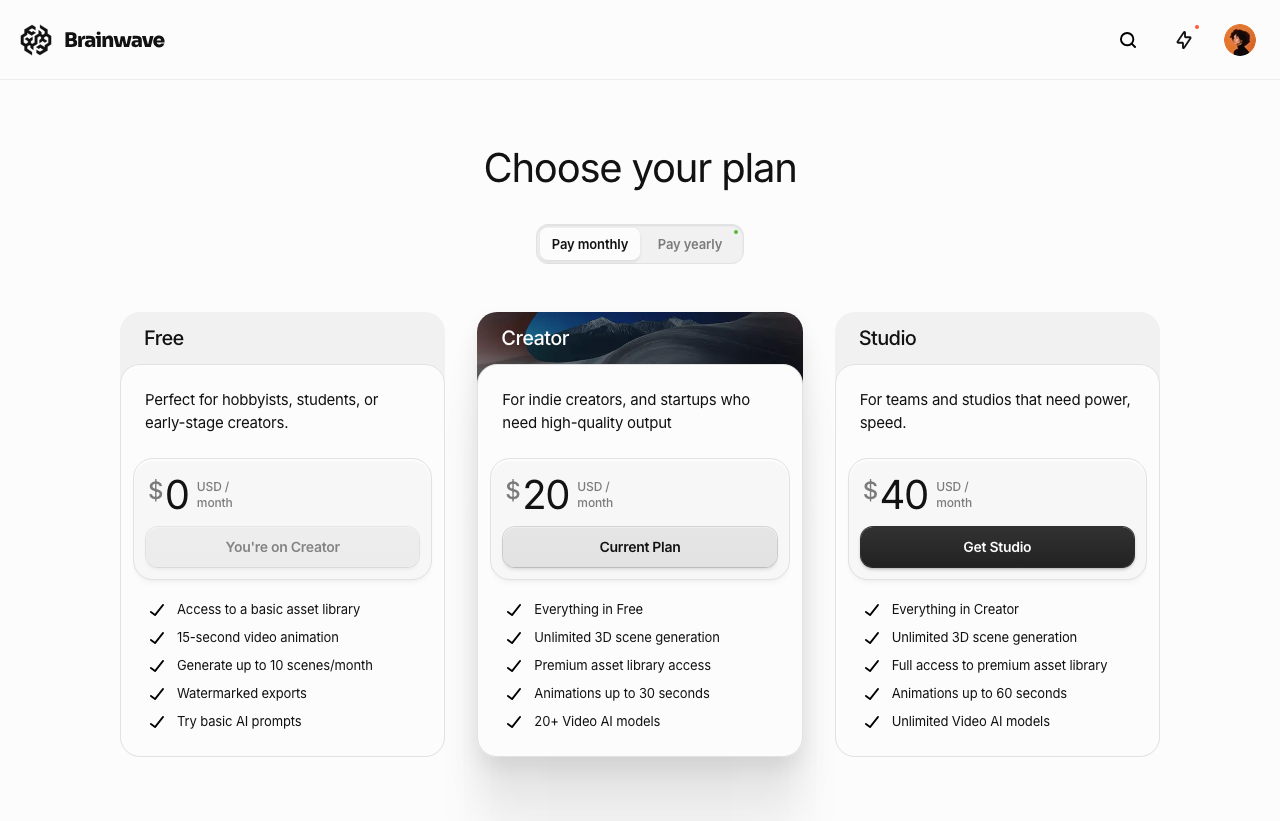 Brainwave
Choose your plan
Pay monthly
Pay yearly
Free
Perfect for hobbyists, students, or
early-stage creators.
$0 USD /
month
You're on Creator
Access to a basic asset library
15-second video animation
Generate up to 10 scenes/month
Watermarked exports
Try basic AI prompts
Creator
For indie creators, and startups who
need high-quality output
$20 USD /
month
Current Plan
Everything in Free
Unlimited 3D scene generation
Premium asset library access
Animations up to 30 seconds
20+ Video AI models
Studio
For teams and studios that need power,
speed.
$40 USD /
month
Get Studio
Everything in Creator
Unlimited 3D scene generation
Full access to premium asset library
Animations up to 60 seconds
Unlimited Video AI models